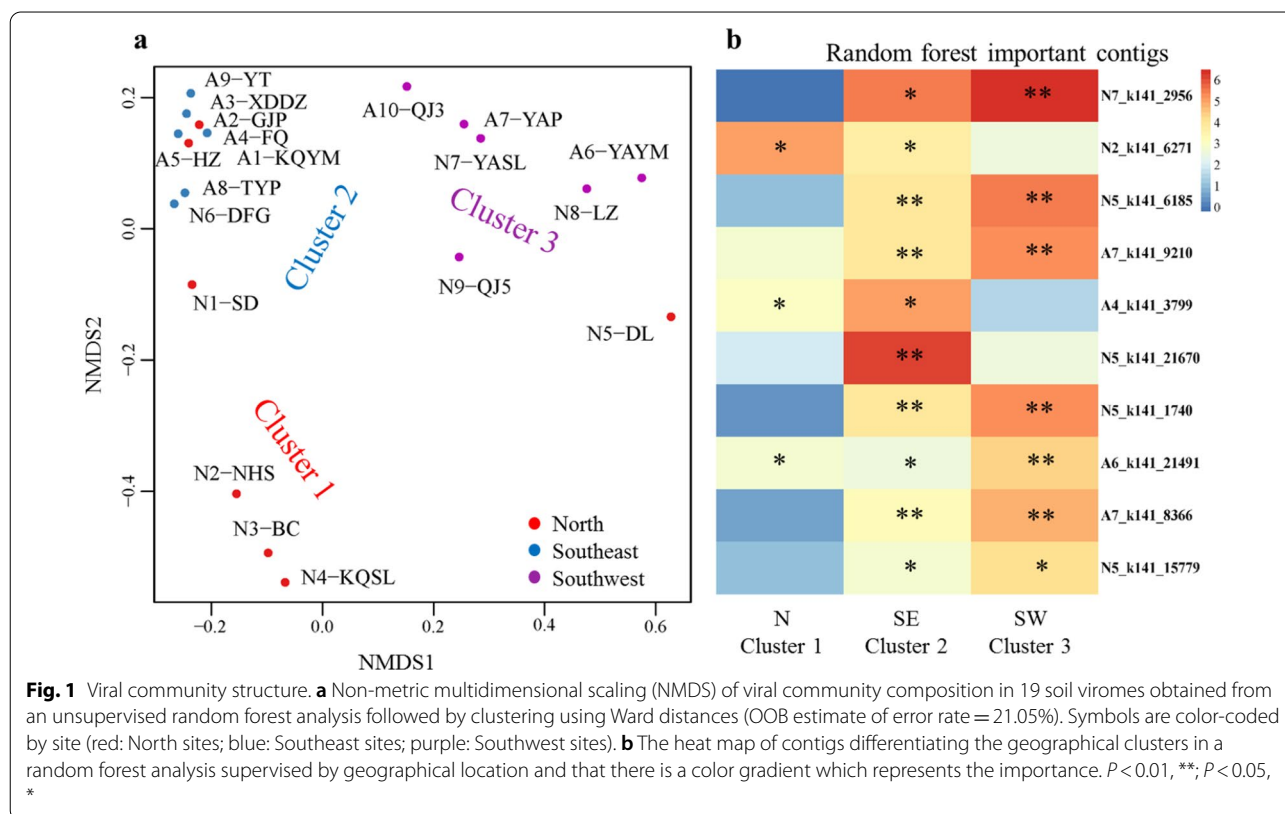 a
A9−YT
A3−XDDZ
A2−GJP
A4−FQ
A5−HZ
A1−KQYM
A8−TYP
N6−DFG
N1−SD
A10−QJ3
A7−YAP
N7−YASL
A6−YAYM
N8−LZ
N9−QJ5
N5−DL
N2−NHS
N3−BC
N4−KQSL
Cluster 1
Cluster 2
Cluster 3
North
Southeast
Southwest
NMDS2
0.2
0.0
−0.2
−0.4
−0.2
0.0
0.2
0.4
0.6
NMDS1
b
Random forest important contigs
* **
* *
** **
** **
* *
**
** **
* * **
** **
* *
N7_k141_2956
N2_k141_6271
N5_k141_6185
A7_k141_9210
A4_k141_3799
N5_k141_21670
N5_k141_1740
A6_k141_21491
A7_k141_8366
N5_k141_15779
6
5
4
3
2
1
0
N SE SW
Cluster 1 Cluster 2 Cluster 3
Fig. 1 Viral community structure. a Non-metric multidimensional scaling (NMDS) of viral community composition in 19 soil viromes obtained from
an unsupervised random forest analysis followed by clustering using Ward distances (OOB estimate of error rate = 21.05%). Symbols are color-coded
by site (red: North sites; blue: Southeast sites; purple: Southwest sites). b The heat map of contigs differentiating the geographical clusters in a
random forest analysis supervised by geographical location and that there is a color gradient which represents the importance. P < 0.01, **; P < 0.05,
*